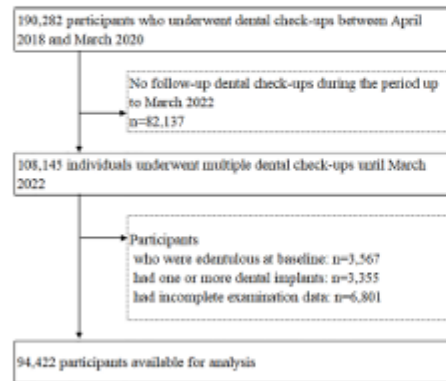 190,282 participants who underwent dental check-ups between April
2018 and March 2020
No follow-up dental check-ups during the period up
to March 2022
n=82,137
108,145 individuals underwent multiple dental check-ups until March
2022
Participants
who were edentulous at baseline: n=3,567
had one or more dental implants: n=3,355
had incomplete examination data: n=6,801
94,422 participants available for analysis